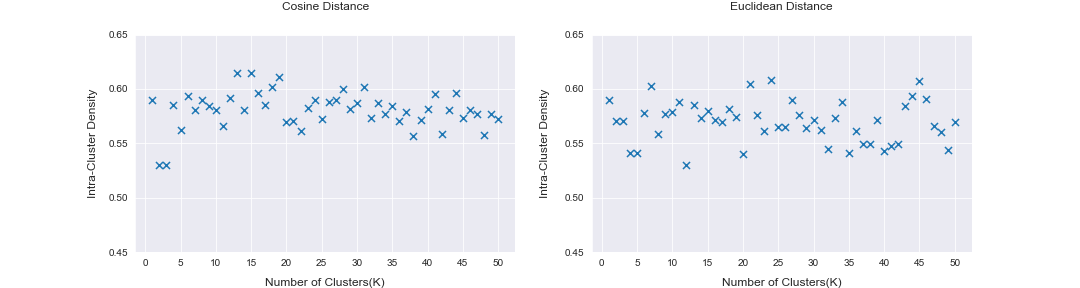 Cosine Distance
0.65
0.60
0.55
0.50
0.45
Intra-Cluster Density
0 5 10 15 20 25 30 35 40 45 50
Number of Clusters(K)
Euclidean Distance
0.65
0.60
0.55
0.50
0.45
Intra-Cluster Density
0 5 10 15 20 25 30 35 40 45 50
Number of Clusters(K)